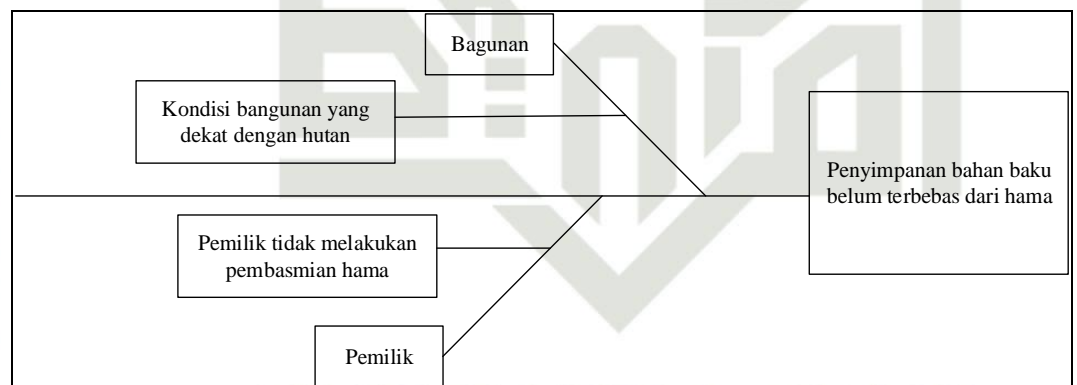 Bagunan
Kondisi bangunan yang
dekat dengan hutan
Penyimpanan bahan baku
belum terbebas dari hama
Pemilik tidak melakukan
pembasmian hama
Pemilik